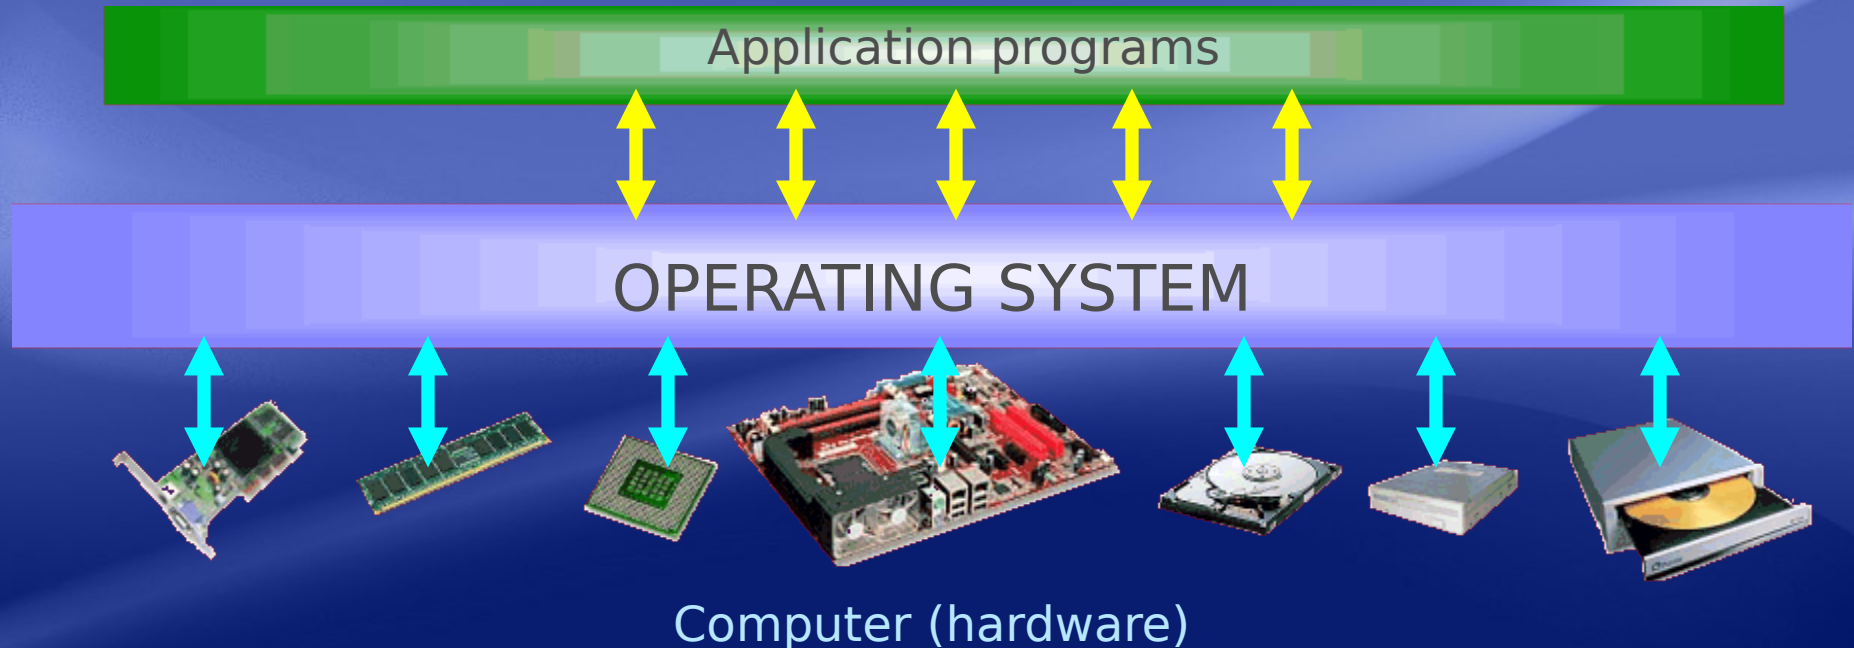 Application programs
OPERATING SYSTEM
Computer (hardware)